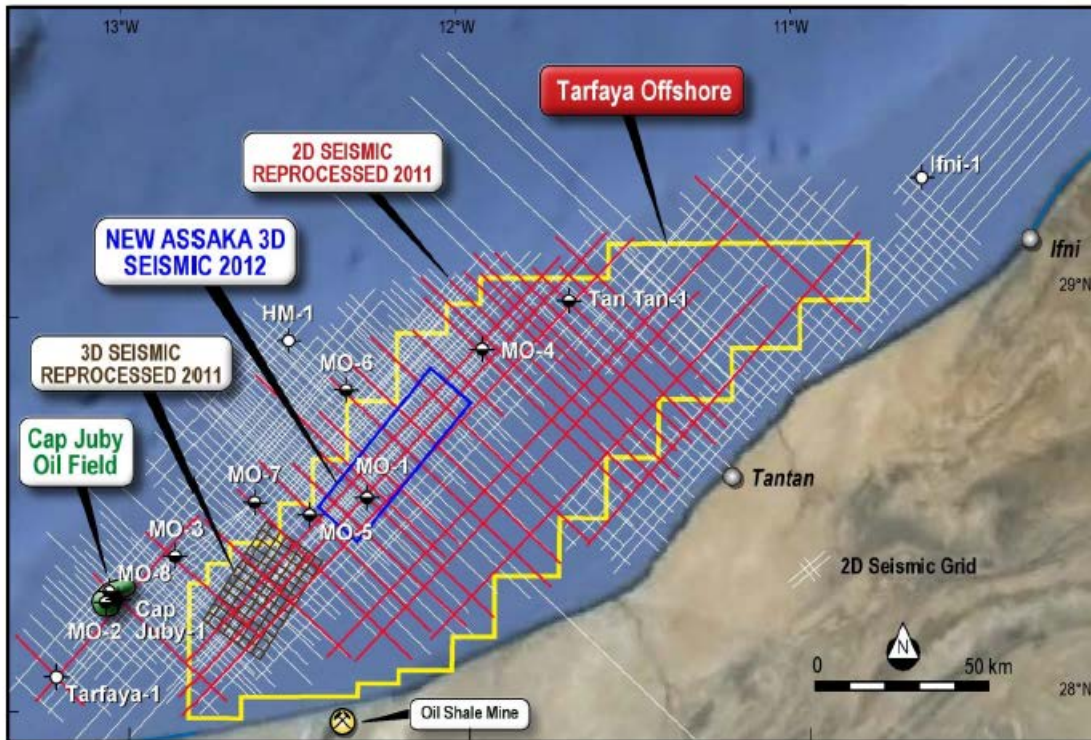 13°W
12°W
11°W
Tarfaya Offshore
2D SEISMIC
REPROCESSED 2011
Ifni-1
NEW ASSAKA 3D
SEISMIC 2012
Ifni
29°N
Tan Tan-1
HM-1
3D SEISMIC
REPROCESSED 2011
MO-4
MO-6
Cap Juby
Oil Field
MO-7
MO-1
Tantan
MO-5
MO-3
2D Seismic Grid
MO-8
Cap
MO-2
Juby-1
N
0
50 km
Tarfaya-1
28°N
Oil Shale Mine